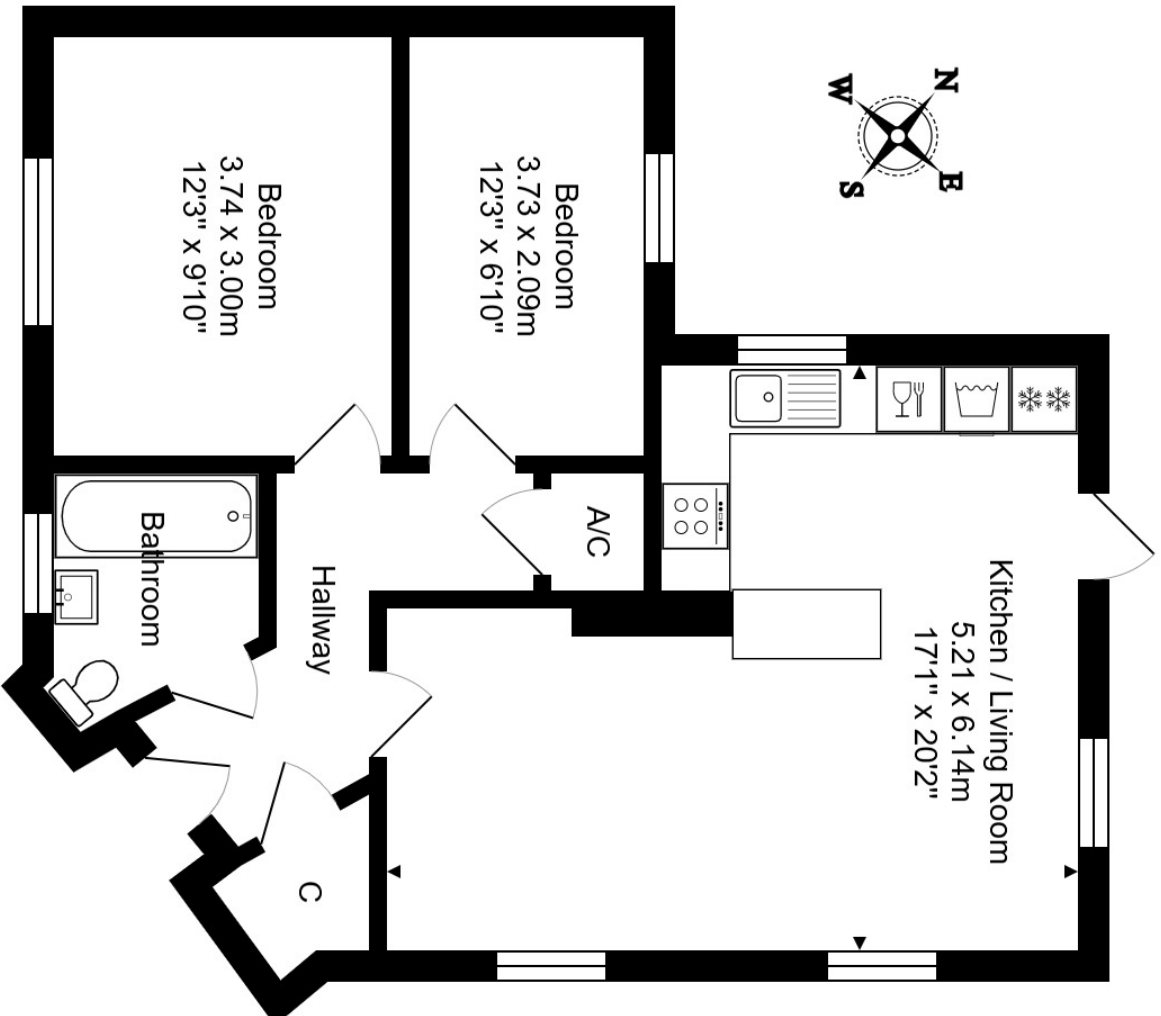 N
E
S
W
Bedroom
3.73 x 2.09m
12'3" x 6'10"
Bedroom
3.74 x 3.00m
12'3" x 9'10"
Kitchen / Living Room
5.21 x 6.14m
17'1" x 20'2"
A/C
Hallway
Bathroom
C